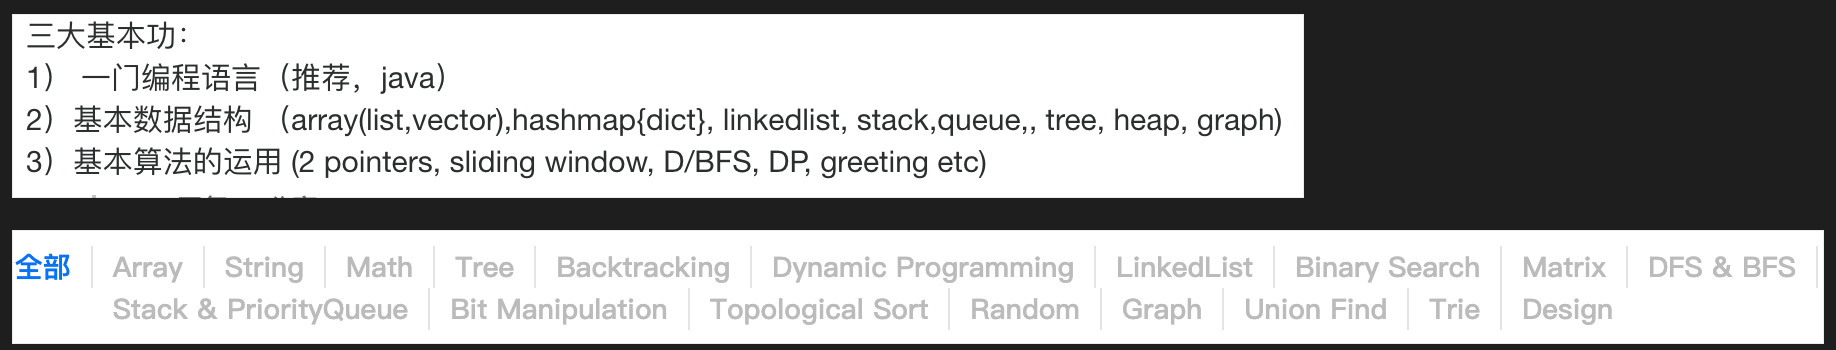 三大基本功：
1） 一门编程语言（推荐，java）
2）基本数据结构 （array(list,vector),hashmap{dict}, linkedlist, stack,queue,, tree, heap, graph)
3）基本算法的运用 (2 pointers, sliding window, D/BFS, DP, greeting etc)
全部 Array String Math Tree Backtracking Dynamic Programming LinkedList Binary Search Matrix DFS & BFS
Stack & PriorityQueue Bit Manipulation Topological Sort Random Graph Union Find Trie Design